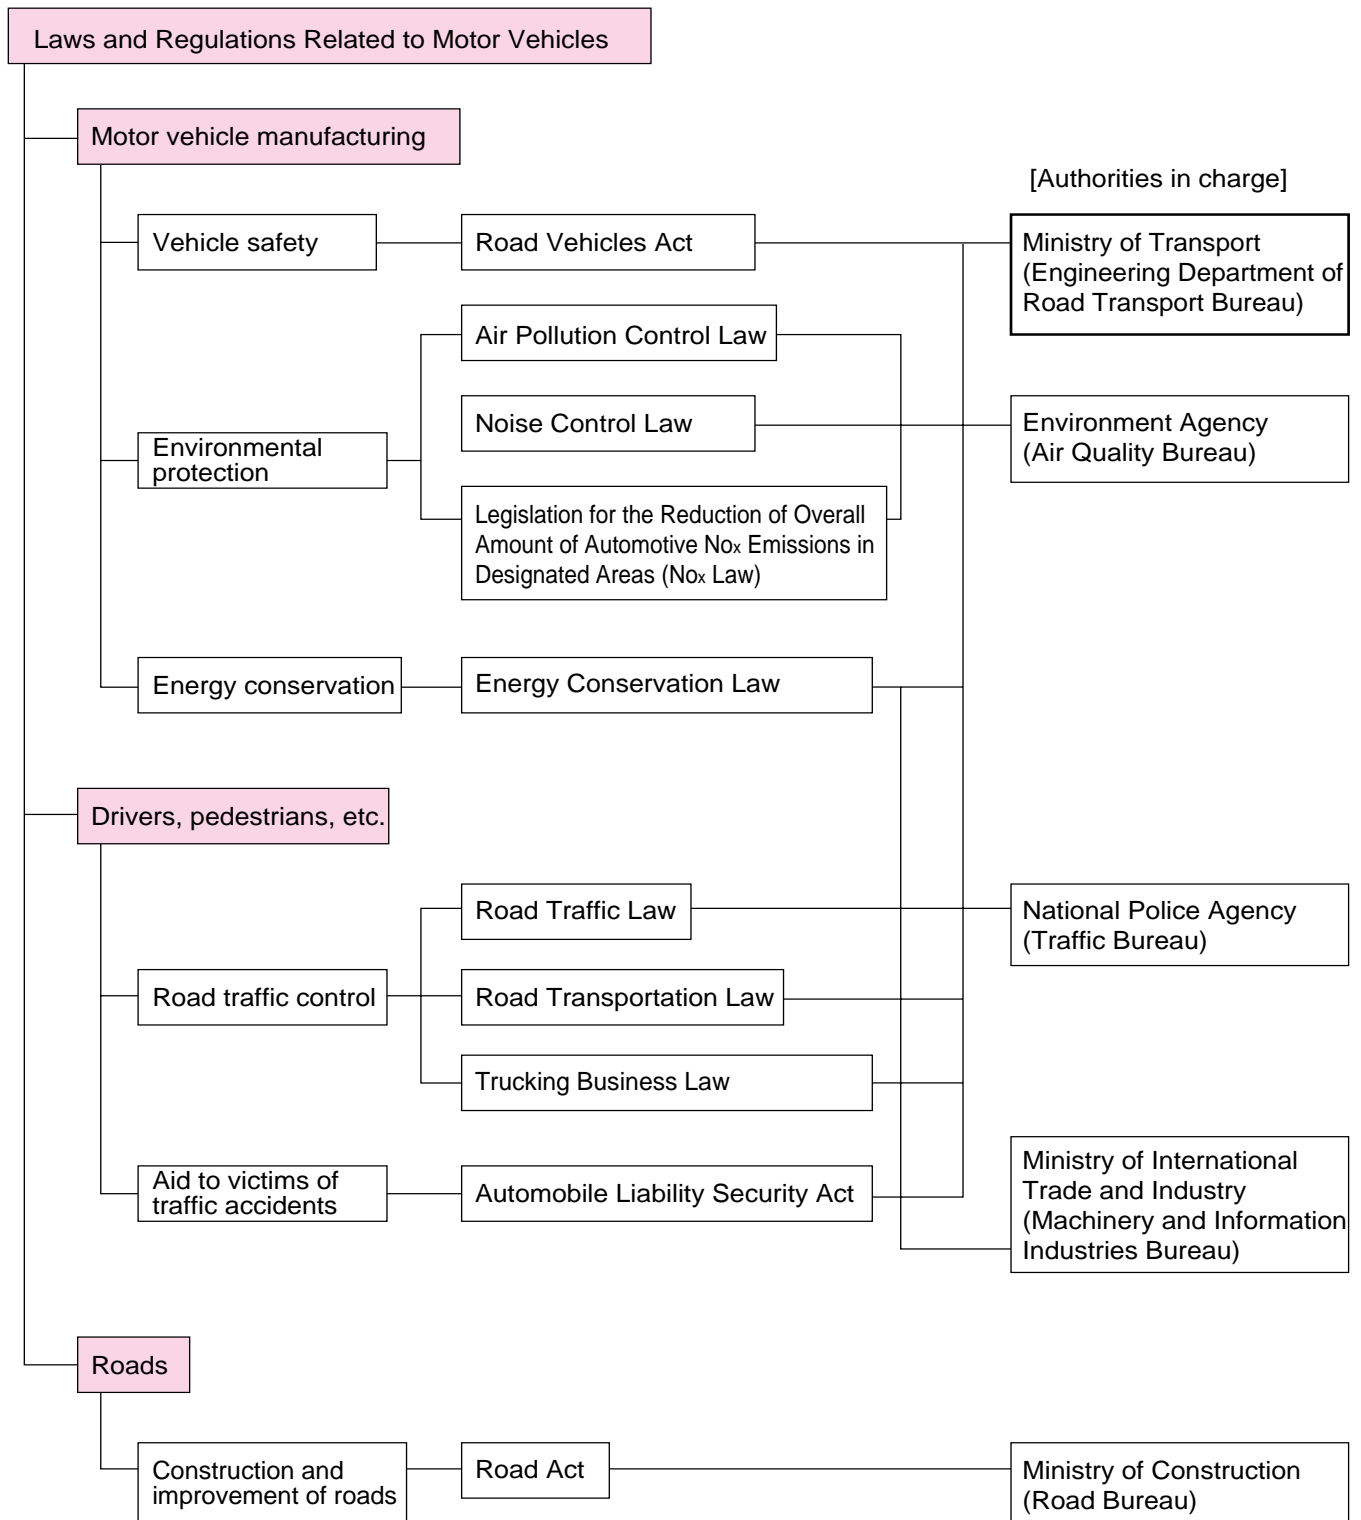 Laws and Regulations Related to Motor Vehicles
Motor vehicle manufacturing
[Authorities in charge]
Vehicle safety
Road Vehicles Act
Ministry of Transport
(Engineering Department of
Road Transport Bureau)
Air Pollution Control Law
Noise Control Law
Environment Agency
(Air Quality Bureau)
Environmental
protection
Legislation for the Reduction of Overall
Amount of Automotive Nox Emissions in
Designated Areas (Nox Law)
Energy conservation
Energy Conservation Law
Drivers, pedestrians, etc.
Road Traffic Law
National Police Agency
(Traffic Bureau)
Road traffic control
Road Transportation Law
Trucking Business Law
Aid to victims of
traffic accidents
Automobile Liability Security Act
Ministry of International
Trade and Industry
(Machinery and Information
Industries Bureau)
Roads
Construction and
improvement of roads
Road Act
Ministry of Construction
(Road Bureau)